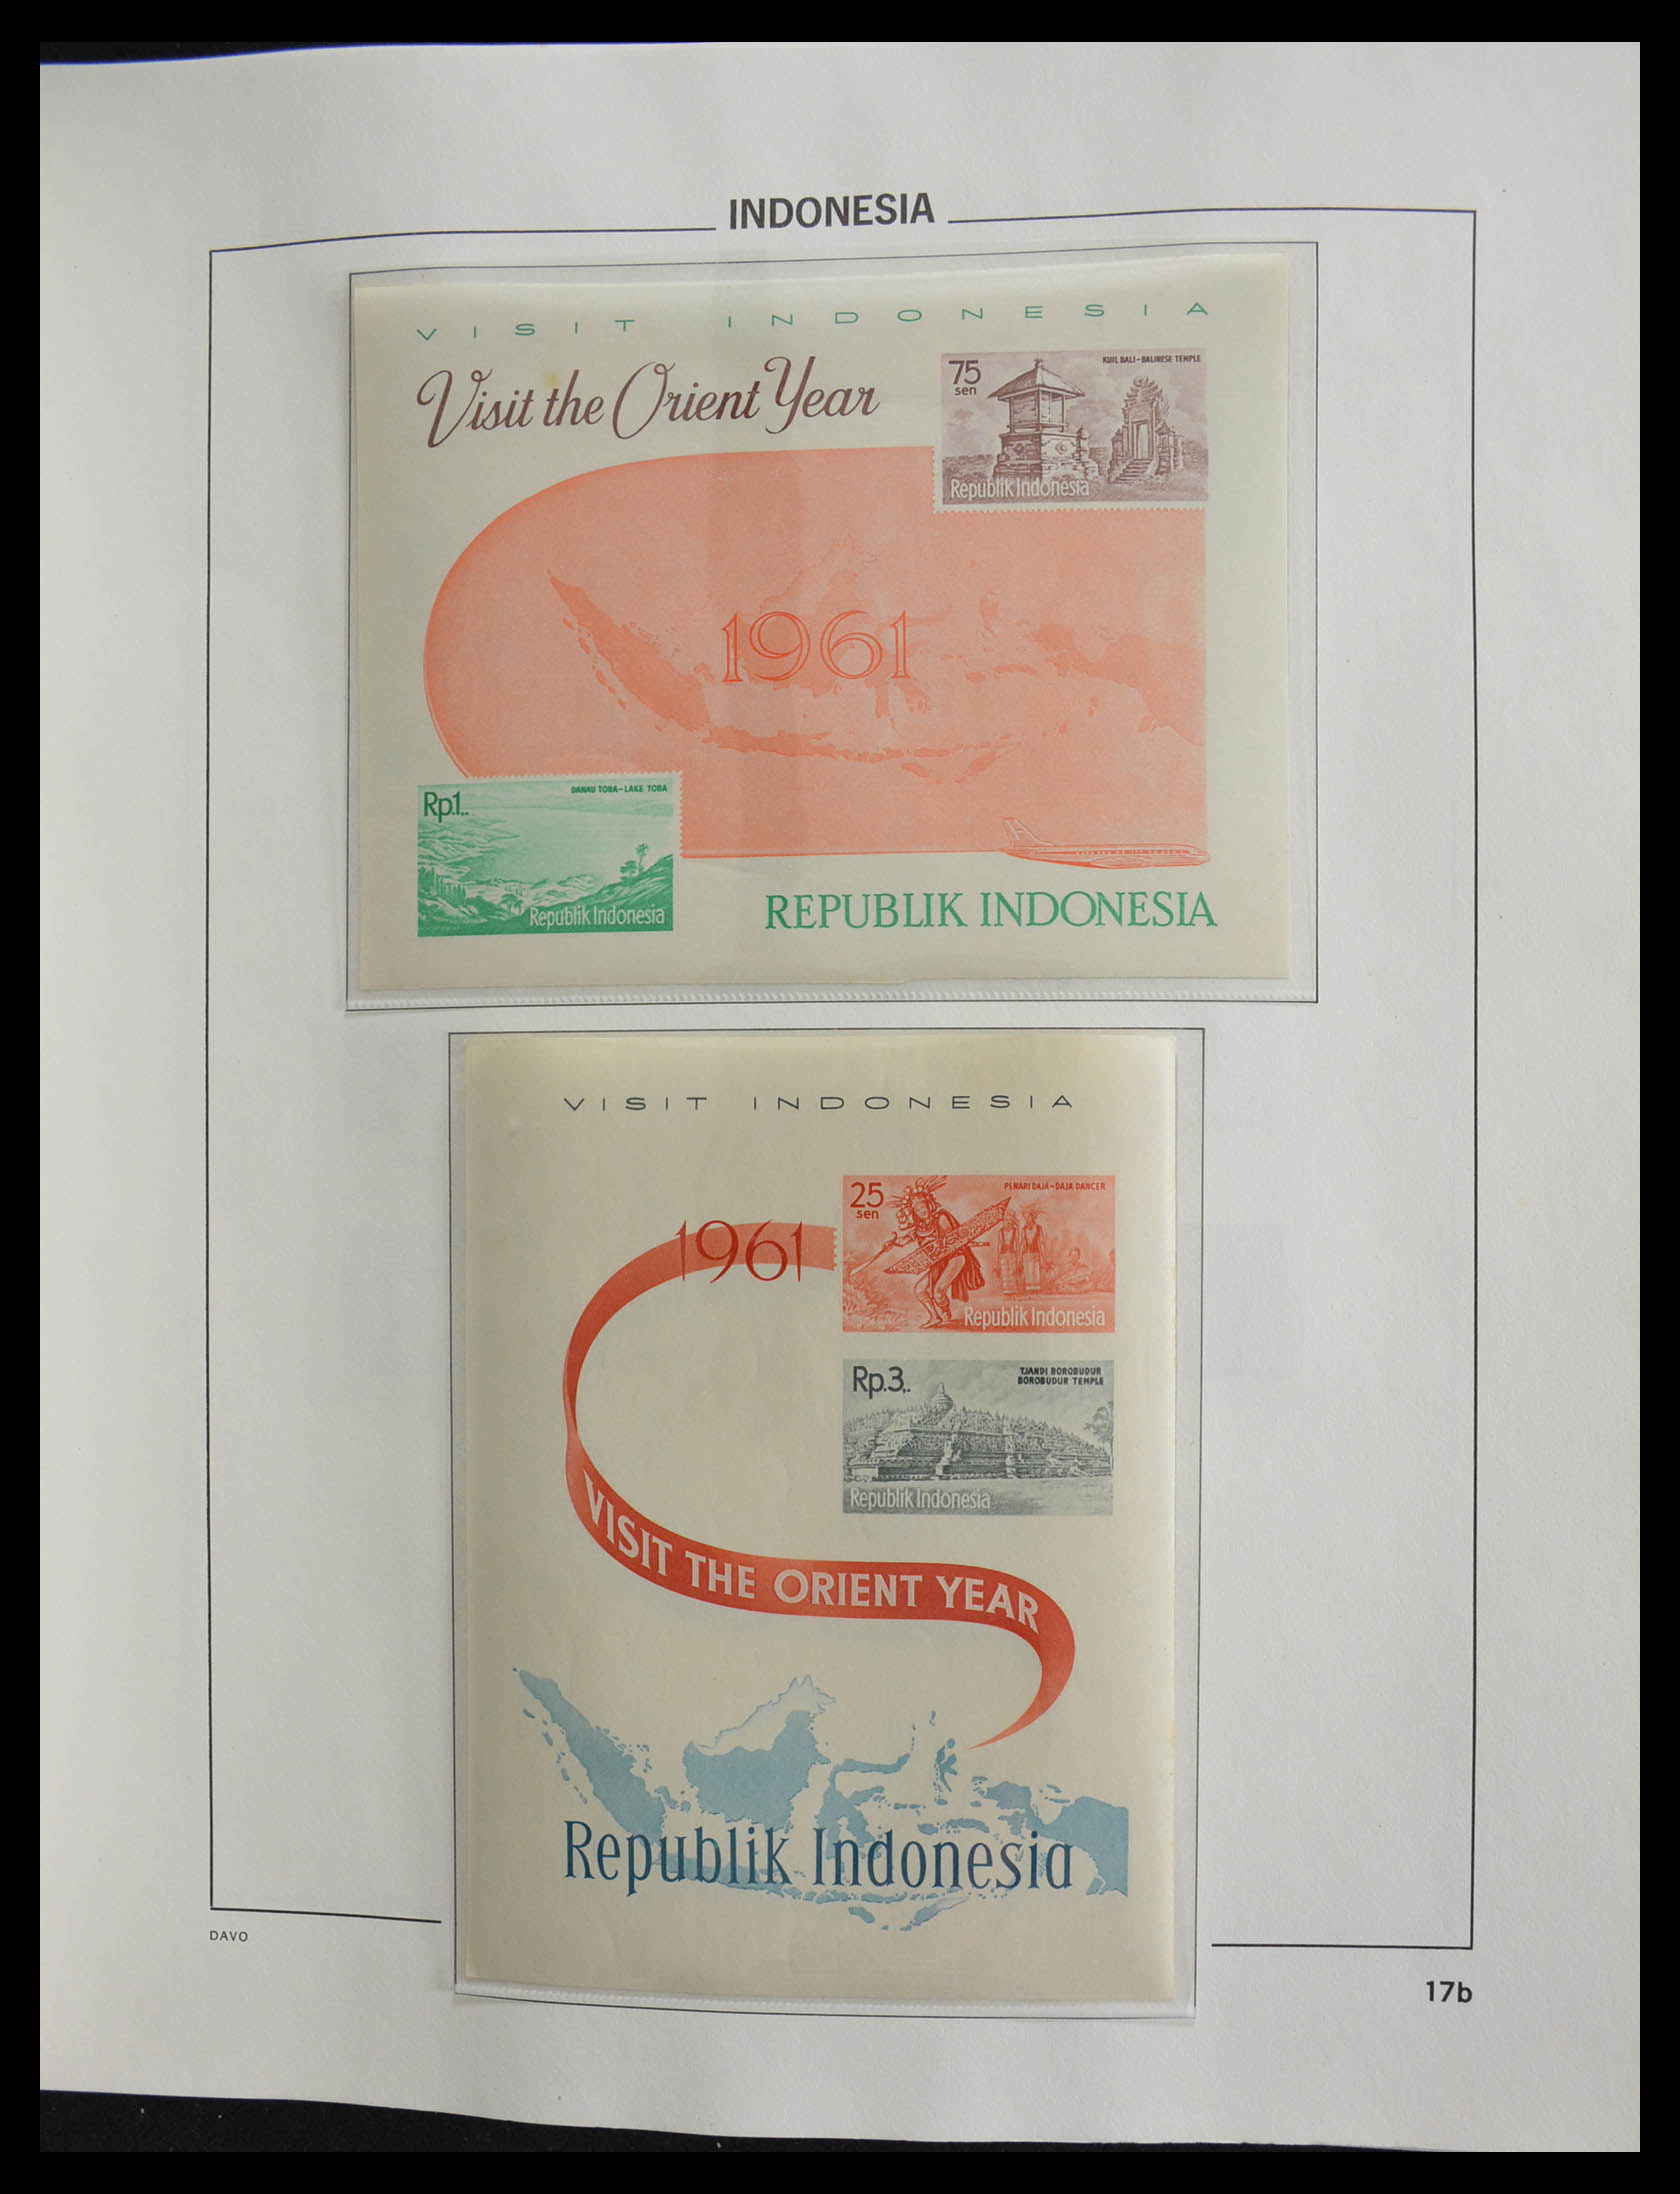 INDONESIA
VISIT INDONESIA
Visit the Orient Year
75
sen
KUIL BALI-BALINESE TEMPLE
Republik Indonesia
1961
Rp.1,.
DANAU TOBA-LAKE TOBA
Republik Indonesia
REPUBLIK INDONESIA
VISIT INDONESIA
1961
25
sen
PENARI DAJA-DAJA DANCER
Republik Indonesia
Rp.3,.
TJANDI BOROBUDUR
BOROBUDUR TEMPLE
Republik Indonesia
VISIT THE ORIENT YEAR
Republik Indonesia
DAVO
17b